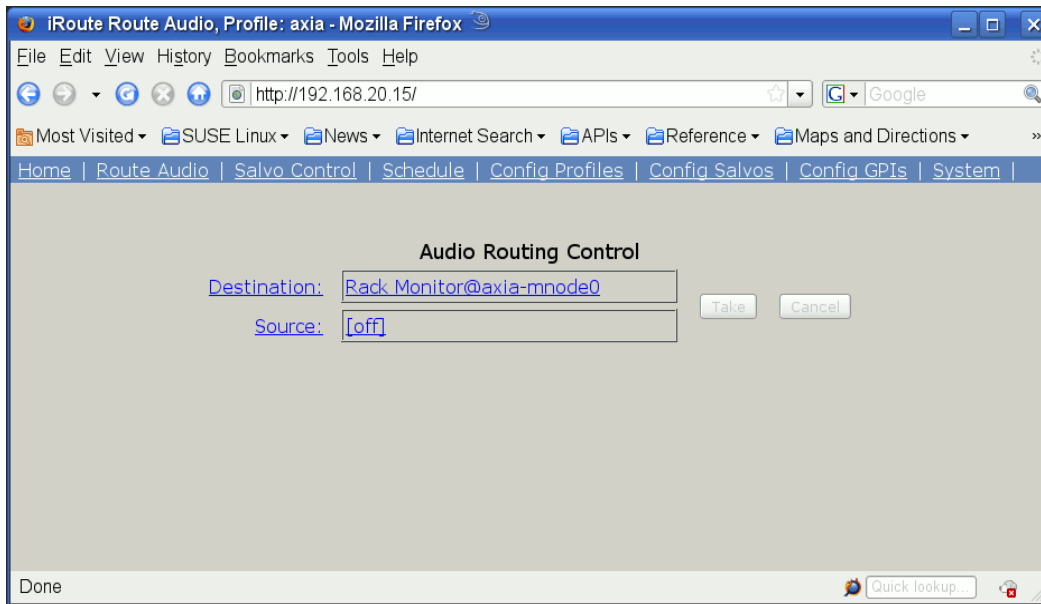 iRoute Route Audio, Profile: axia - Mozilla Firefox
File Edit View History Bookmarks Tools Help
http://192.168.20.15/ G Google
Most Visited SUSE Linux News Internet Search APIs Reference Maps and Directions »
Home | Route Audio | Salvo Control | Schedule | Config Profiles | Config Salvos | Config GPIs | System |
Audio Routing Control
Destination: Rack Monitor@axia-mnode0
Take Cancel
Source: [off]
Done Quick lookup...